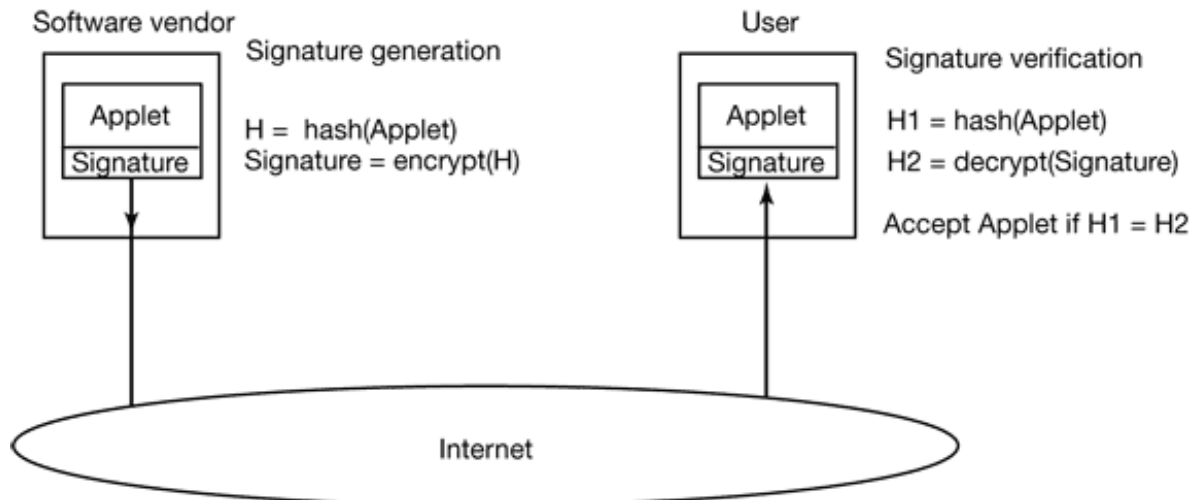 Software vendor
Signature generation
Applet
Signature
H = hash(Applet)
Signature = encrypt(H)
User
Signature verification
Applet
Signature
H1 = hash(Applet)
H2 = decrypt(Signature)
Accept Applet if H1 = H2
Internet